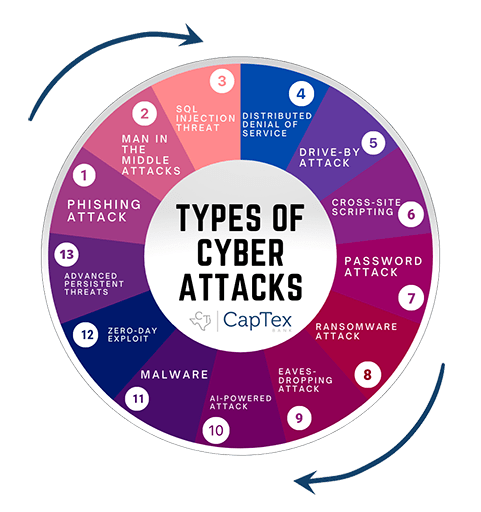 TYPES OF
CYBER
ATTACKS
CT
CapTex
BANK
1
PHISHING
ATTACK
2
MAN IN
THE
MIDDLE
ATTACKS
3
SQL
INJECTION
THREAT
4
DISTRIBUTED
DENIAL OF
SERVICE
5
DRIVE-BY
ATTACK
CROSS-SITE
SCRIPTING
6
PASSWORD
ATTACK
7
RANSOMWARE
ATTACK
8
EAVES-
DROPPING
ATTACK
9
AI-POWERED
ATTACK
10
MALWARE
11
12
ZERO-DAY
EXPLOIT
13
ADVANCED
PERSISTENT
THREATS